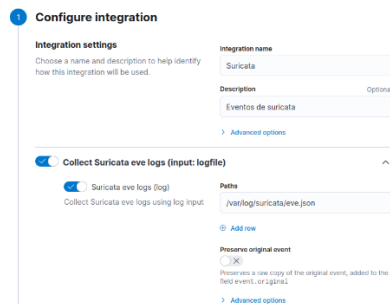 1 Configure integration
Integration settings
Choose a name and description to help identify
how this integration will be used.
Integration name
Suricata
Description
Optional
Eventos de suricata
> Advanced options
Collect Suricata eve logs (input: logfile)
Suricata eve logs (log)
Collect Suricata eve logs using log input
Paths
/var/log/suricata/eve.json
Add row
Preserve original event
Preserves a raw copy of the original event, added to the
field event.original
> Advanced options